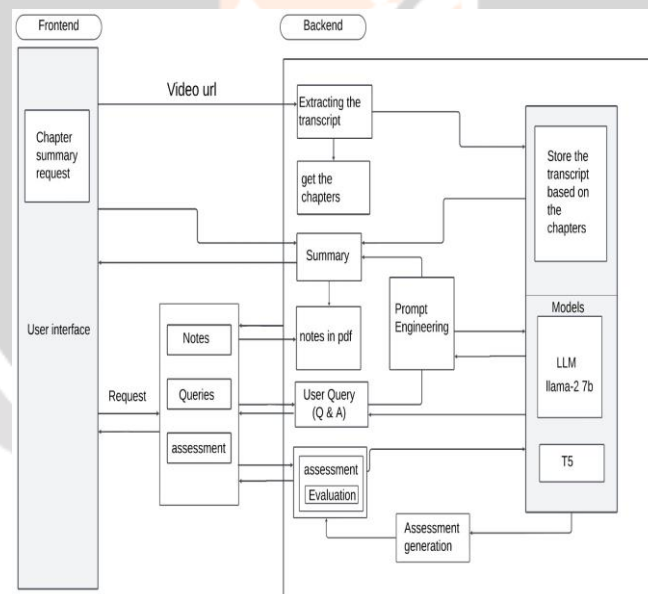 Frontend
Backend
Video url
Chapter
summary
request
Extracting the
transcript
get the
chapters
Store the
transcript
based on
the
chapters
Summary
Prompt
Engineering
Models
User interface
Notes
notes in pdf
LLM
llama-2 7b
Request
Queries
User Query
(Q & A)
assessment
assessment
Evaluation
T5
Assessment
generation